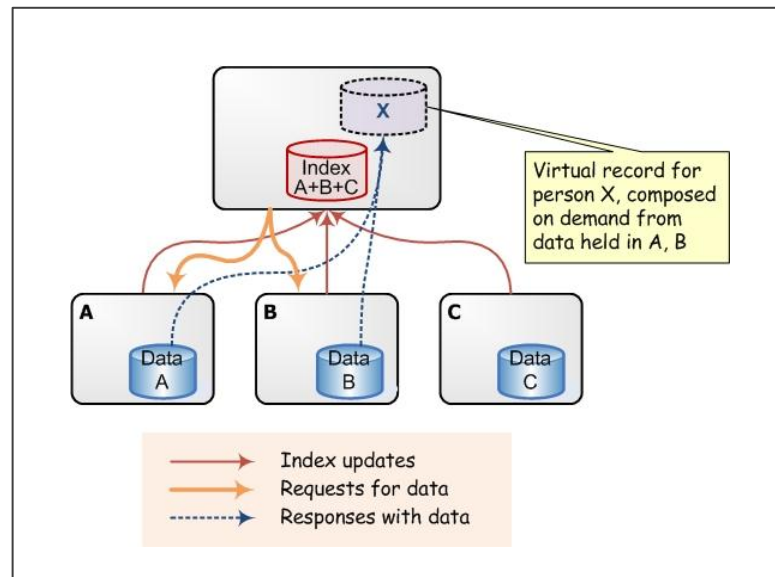 X
Index
A+B+C
Virtual record for
person X, composed
on demand from
data held in A, B
A
B
C
Data
A
Data
B
Data
C
Index updates
Requests for data
Responses with data